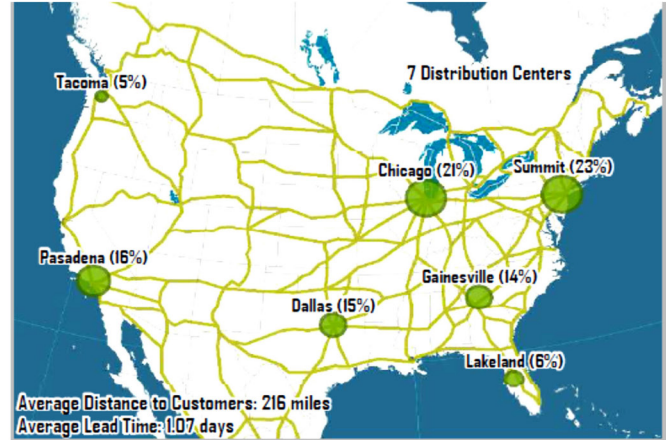 Tacoma (5%)
7 Distribution Centers
Chicago (21%)
Summit (23%)
Pasadena (16%)
Gainesville (14%)
Dallas (15%)
Lakeland (6%)
Average Distance to Customers: 216 miles
Average Lead Time: 1.07 days